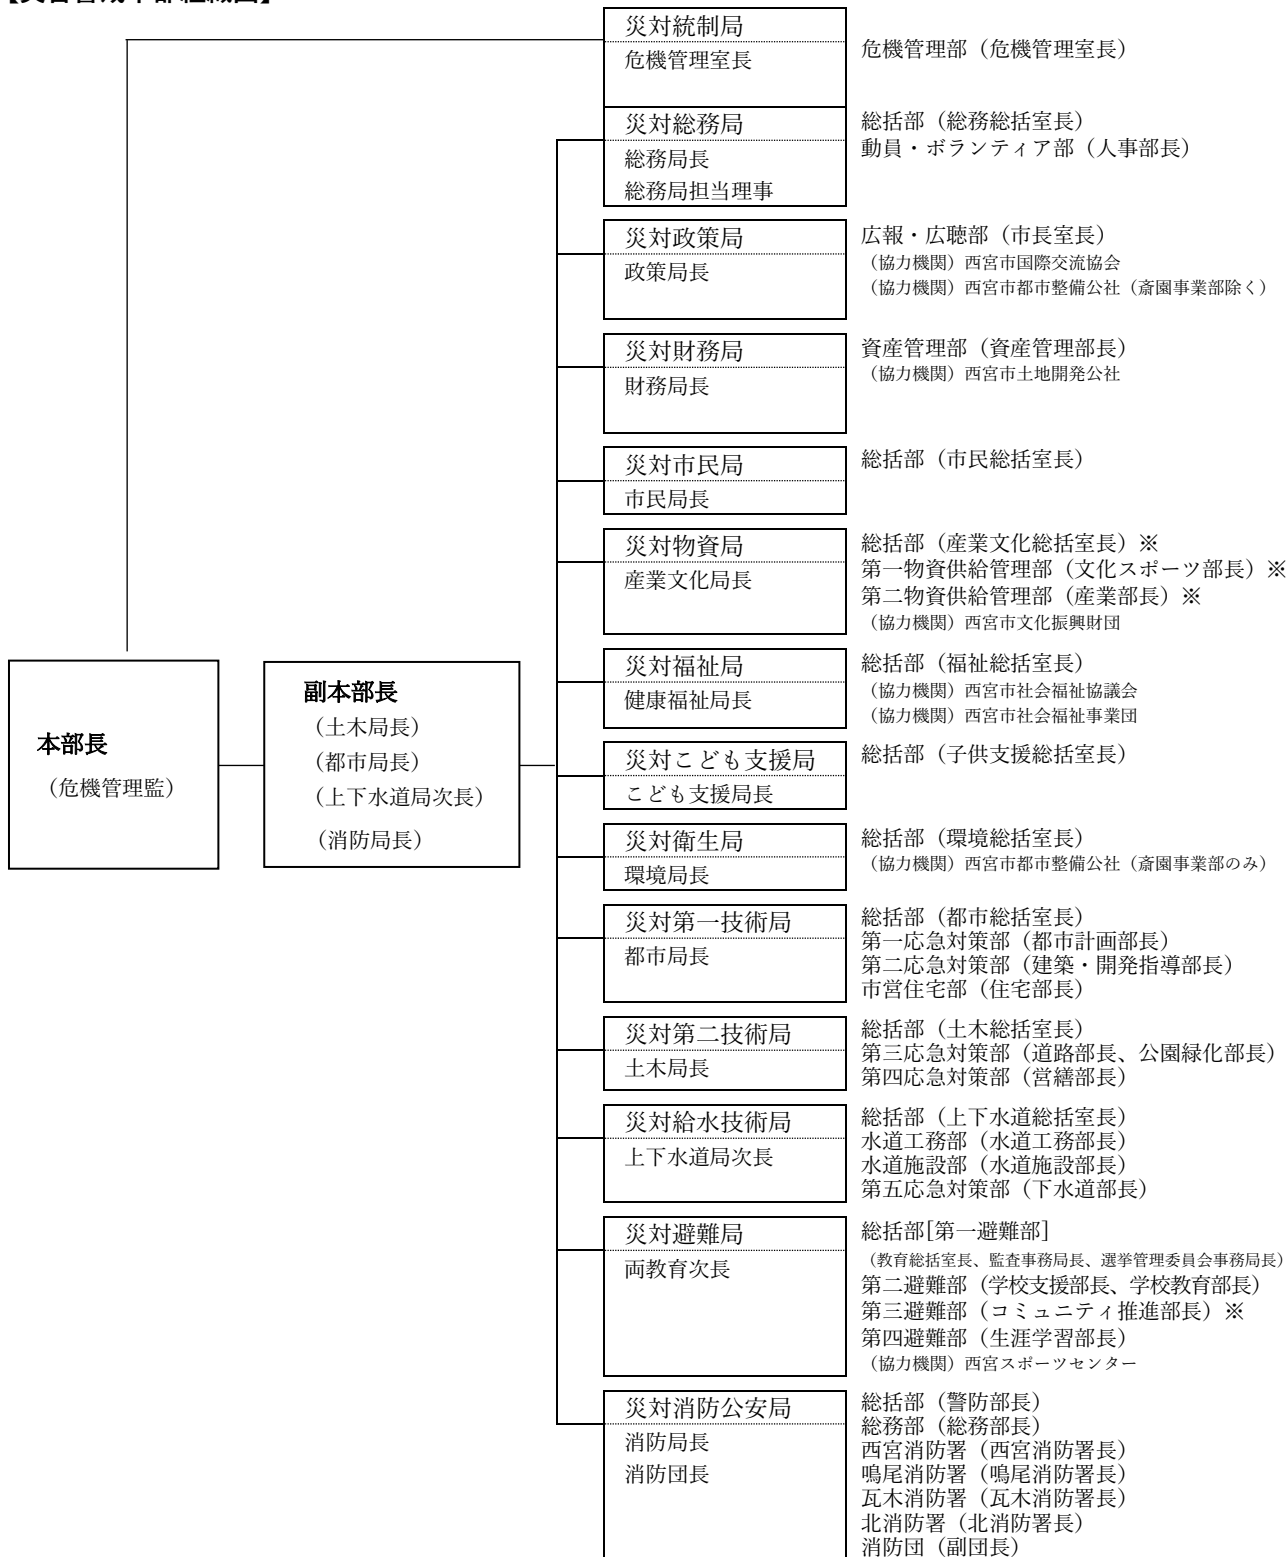 災対統制局
危機管理室長
危機管理部（危機管理室長）
災対総務局
総務局長
総務局担当理事
総括部（総務総括室長）
動員・ボランティア部（人事部長）
災対政策局
政策局長
広報・広聴部（市長室長）
（協力機関）西宮市国際交流協会
（協力機関）西宮市都市整備公社（斎園事業部除く）
災対財務局
財務局長
資産管理部（資産管理部長）
（協力機関）西宮市土地開発公社
災対市民局
市民局長
総括部（市民総括室長）
災対物資局
産業文化局長
総括部（産業文化総括室長）※
第一物資供給管理部（文化スポーツ部長）※
第二物資供給管理部（産業部長）※
（協力機関）西宮市文化振興財団
本部長
（危機管理監）
副本部長
（土木局長）
（都市局長）
（上下水道局次長）
（消防局長）
災対福祉局
健康福祉局長
総括部（福祉総括室長）
（協力機関）西宮市社会福祉協議会
（協力機関）西宮市社会福祉事業団
災対こども支援局
こども支援局長
総括部（子供支援総括室長）
災対衛生局
環境局長
総括部（環境総括室長）
（協力機関）西宮市都市整備公社（斎園事業部のみ）
災対第一技術局
都市局長
総括部（都市総括室長）
第一応急対策部（都市計画部長）
第二応急対策部（建築・開発指導部長）
市営住宅部（住宅部長）
災対第二技術局
土木局長
総括部（土木総括室長）
第三応急対策部（道路部長、公園緑化部長）
第四応急対策部（営繕部長）
災対給水技術局
上下水道局次長
総括部（上下水道総括室長）
水道工務部（水道工務部長）
水道施設部（水道施設部長）
第五応急対策部（下水道部長）
災対避難局
両教育次長
総括部[第一避難部]
（教育総括室長、監査事務局長、選挙管理委員会事務局長）
第二避難部（学校支援部長、学校教育部長）
第三避難部（コミュニティ推進部長）※
第四避難部（生涯学習部長）
（協力機関）西宮スポーツセンター
災対消防公安局
消防局長
消防団長
総括部（警防部長）
総務部（総務部長）
西宮消防署（西宮消防署長）
鳴尾消防署（鳴尾消防署長）
瓦木消防署（瓦木消防署長）
北消防署（北消防署長）
消防団（副団長）